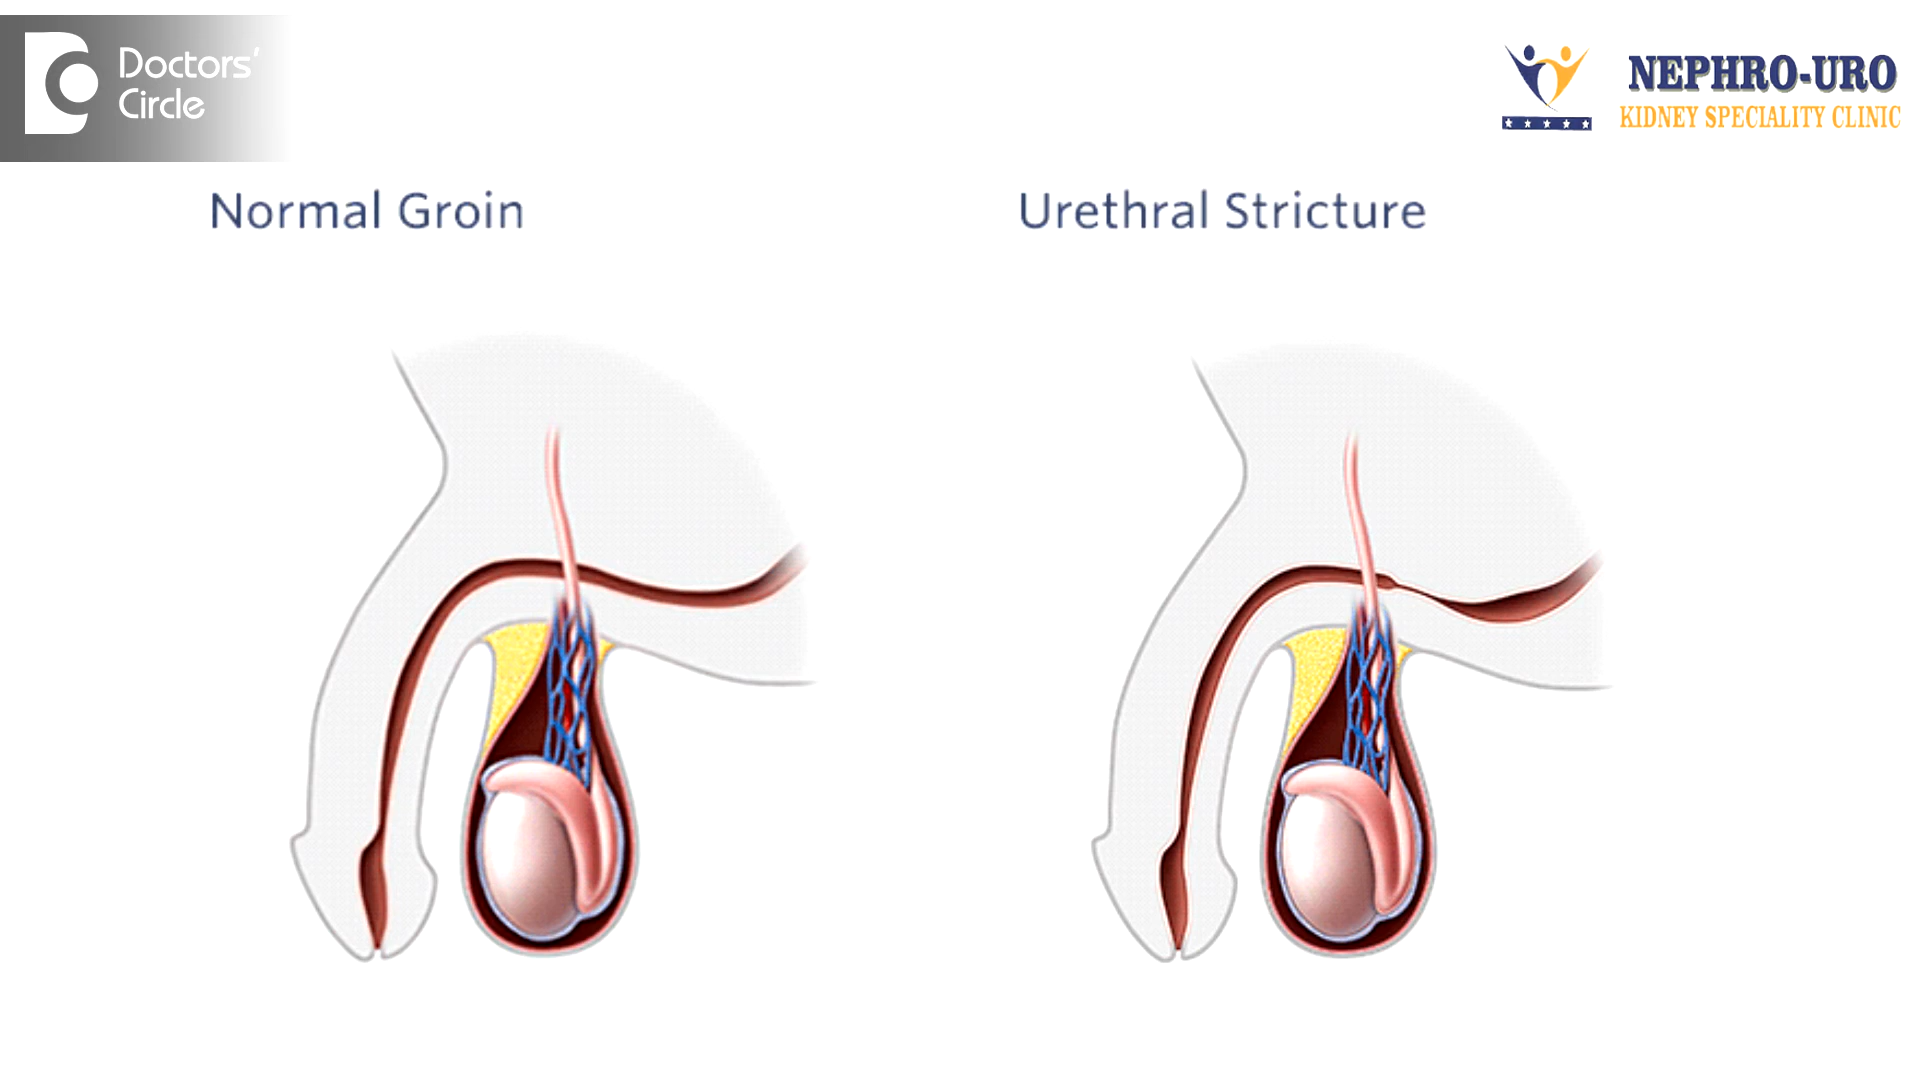 Doctors'
Circle
NEPHRO-URO
KIDNEY SPECIALITY CLINIC
Normal Groin
Urethral Stricture